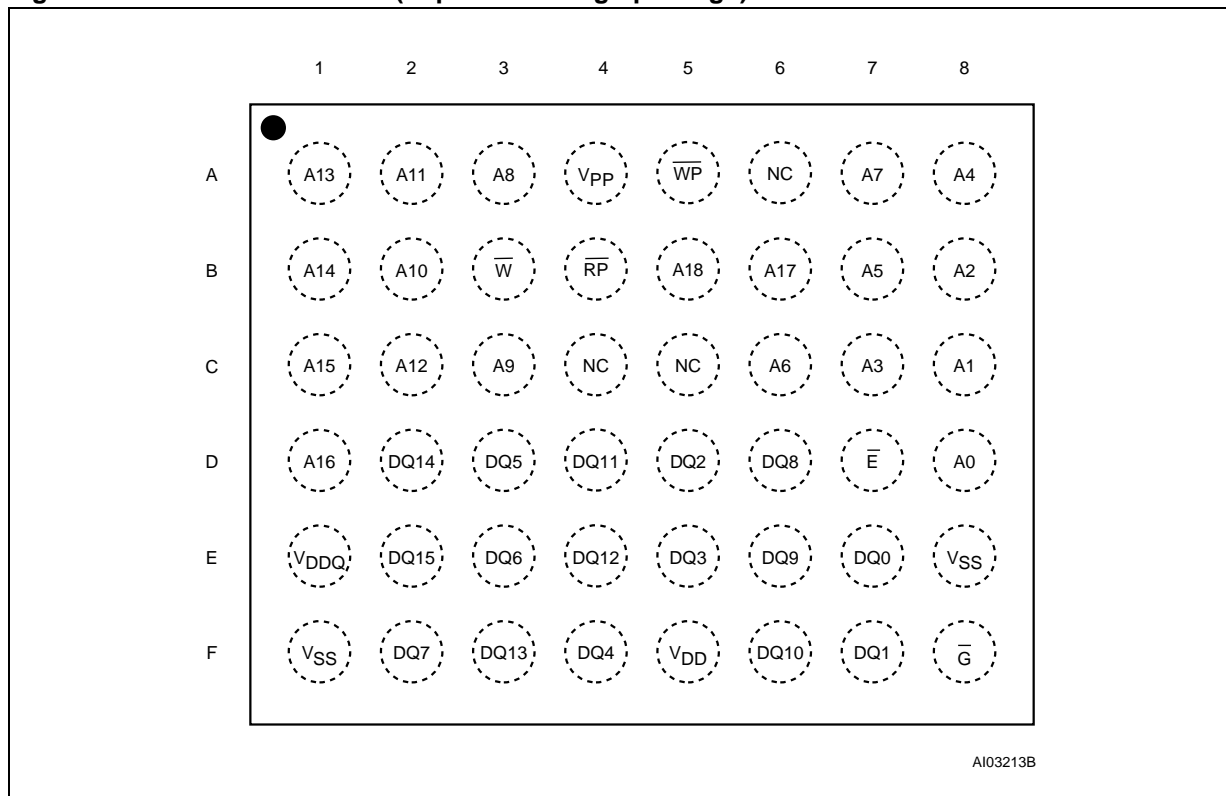 1 2 3 4 5 6 7 8
A A13 A11 A8 VPP W̅P̅ NC A7 A4
B A14 A10 W̅ R̅P̅ A18 A17 A5 A2
C A15 A12 A9 NC NC A6 A3 A1
D A16 DQ14 DQ5 DQ11 DQ2 DQ8 E̅ A0
E VDDQ DQ15 DQ6 DQ12 DQ3 DQ9 DQ0 VSS
F VSS DQ7 DQ13 DQ4 VDD DQ10 DQ1 G̅
AI03213B